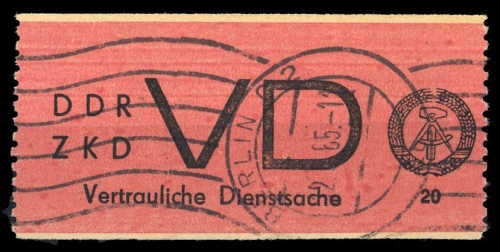 DDR VD
ZKD
Vertrauliche Dienstsache 20
BERLIN